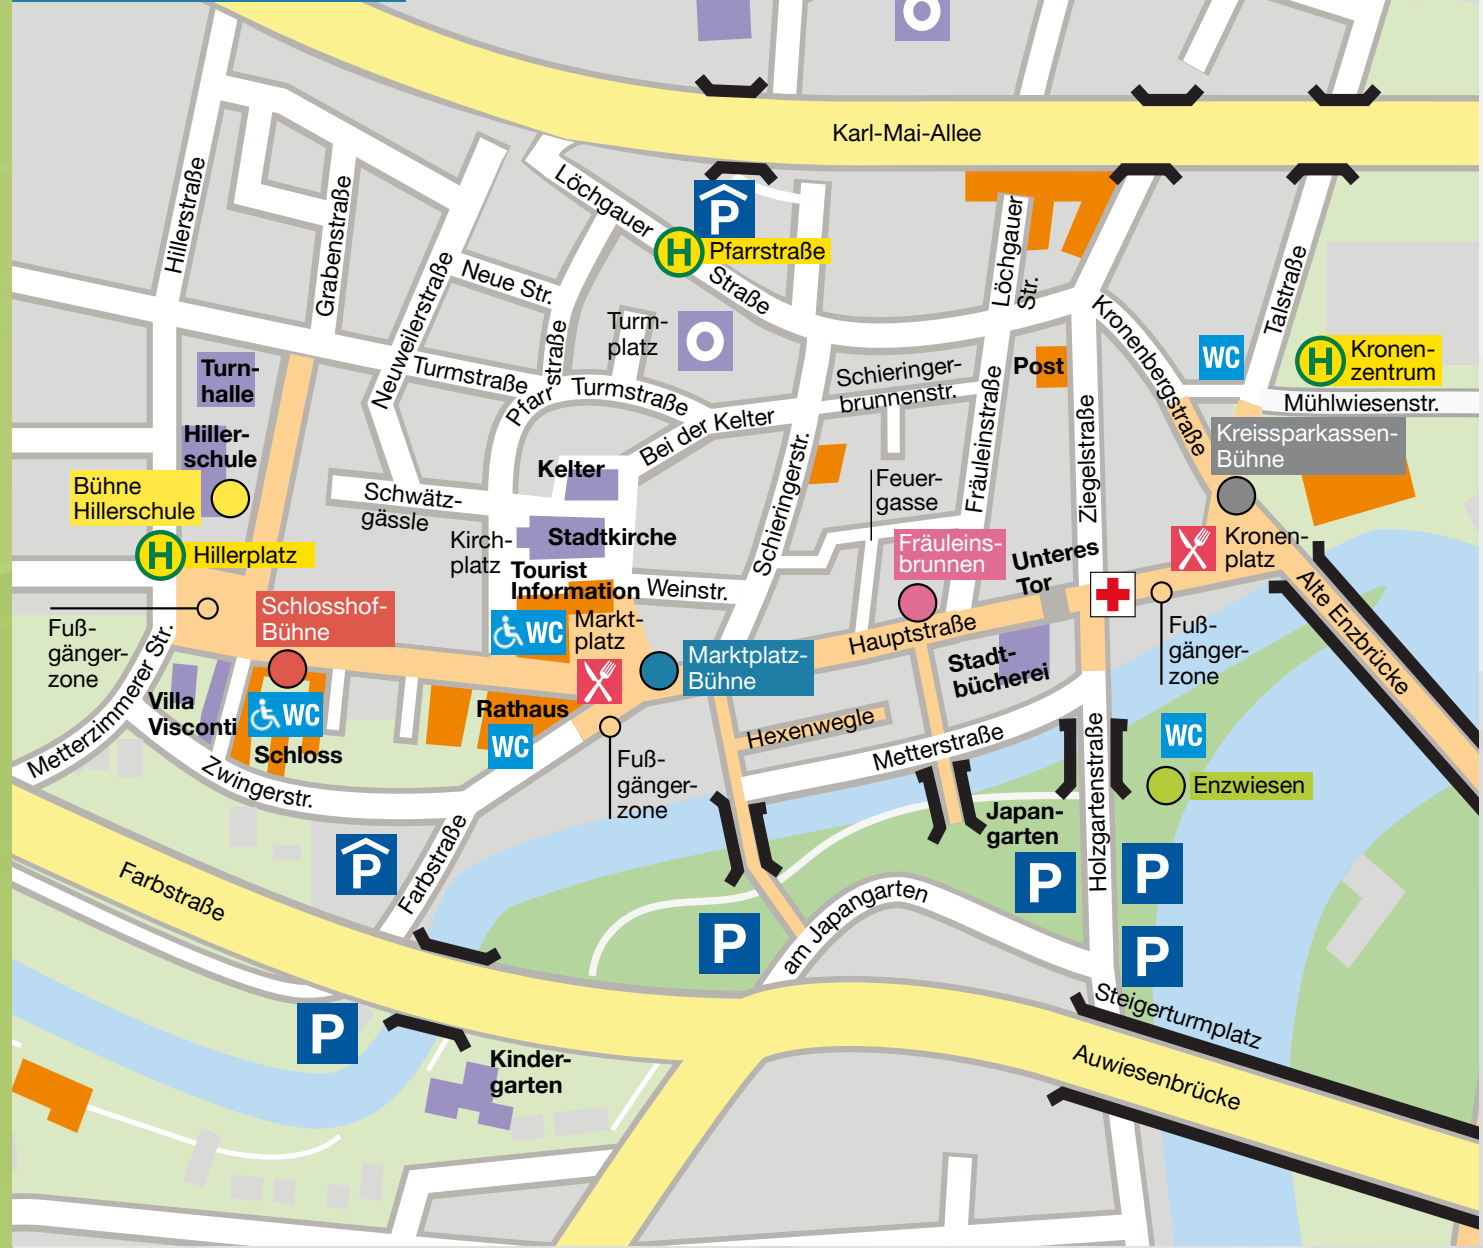 Karl-Mai-Allee
Löchgauer
Straße
P
H
Pfarrstraße
Hillerstraße
Grabenstraße
Neuweilerstraße
Neue Str.
Pfarrstraße
Turm-
platz
Löchgauer
Str.
Kronenbergstraße
Talstraße
WC
H
Kronen-
zentrum
Mühlwiesenstr.
Turn-
halle
Turmstraße
Turmstraße
Schieringer-
brunnenstr.
Post
Fräuleinstraße
Ziegelstraße
Hiller-
schule
Bei der Kelter
Kelter
Schieringerstr.
Kreissparkassen-
Bühne
Bühne
Hillerschule
Schwätz-
gässle
Feuer-
gasse
H
Hillerplatz
Kirch-
platz
Stadtkirche
Tourist
Information
Weinstr.
Fräuleins-
brunnen
Unteres
Tor
Kronen-
platz
Fuß-
gänger-
zone
Schlosshof-
Bühne
WC
Markt-
platz
Marktplatz-
Bühne
Hauptstraße
Stadt-
bücherei
Fuß-
gänger-
zone
Alte Enzbrücke
Metterzimmerer Str.
Villa
Visconti
WC
Schloss
Rathaus
WC
Fuß-
gänger-
zone
Hexenwegle
Metterstraße
Holzgartenstraße
WC
Enzwiesen
Zwingerstr.
Japan-
garten
P
Farbstraße
Farbstraße
P
P
P
P
am Japangarten
P
Steigerturmplatz
Auwiesenbrücke
Kinder-
garten